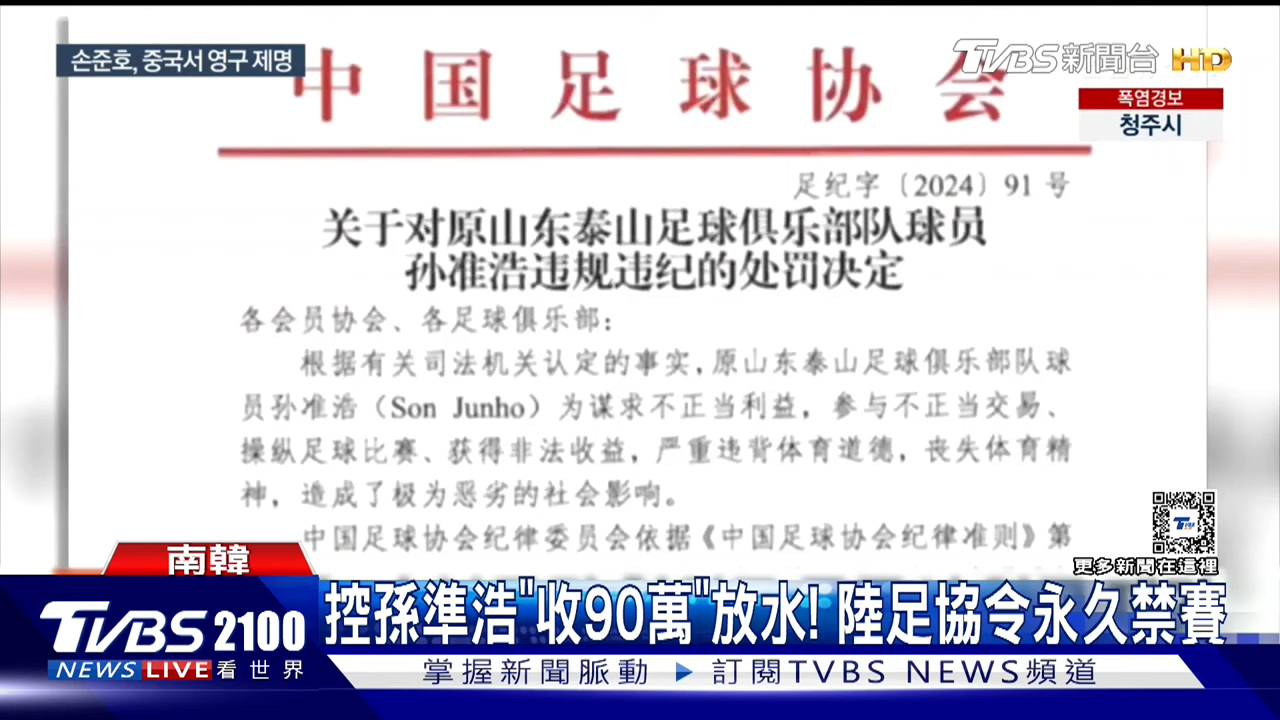 손준호, 중국서 영구 제명
TVBS新聞台 HD
폭염경보
청주시
中国足球协会
足纪字〔2024〕91 号
关于对原山东泰山足球俱乐部队球员
孙准浩违规违纪的处罚决定
各会员协会、各足球俱乐部：
根据有关司法机关认定的事实，原山东泰山足球俱乐部队球
员孙准浩（Son Junho）为谋求不正当利益，参与不正当交易、
操纵足球比赛、获得非法收益，严重违背体育道德，丧失体育精
神，造成了极为恶劣的社会影响。
中国足球协会纪律委员会依据《中国足球协会纪律准则》第
更多新聞在這裡
南韓
控孫準浩"收90萬"放水! 陸足協令永久禁賽
TVBS 2100
NEWS LIVE 看世界
掌握新聞脈動 ▶ 訂閱TVBS NEWS頻道